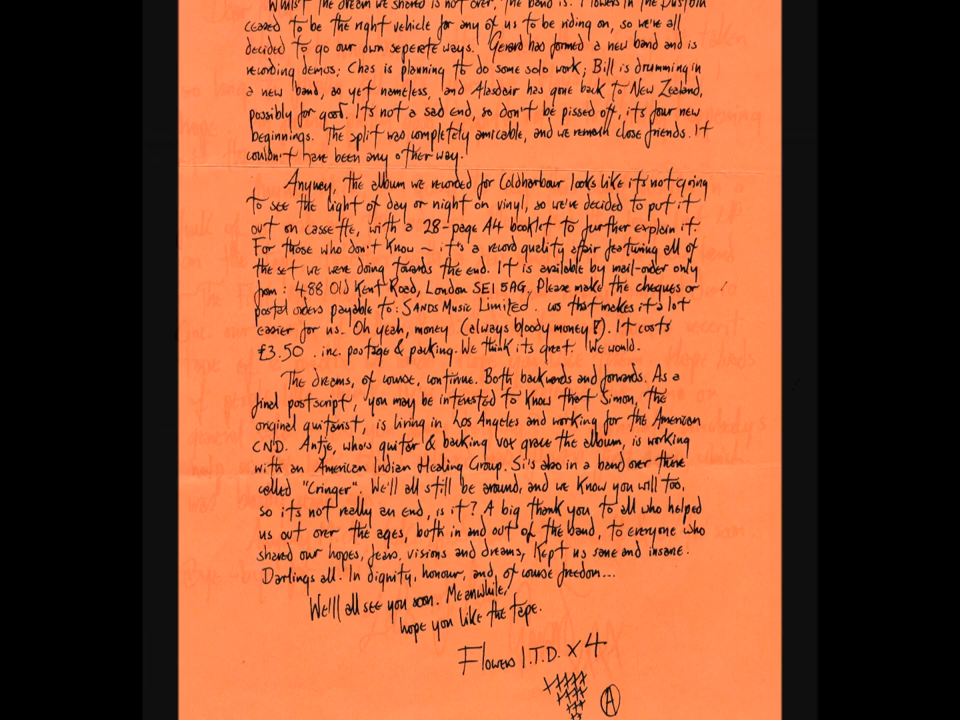 Whilst the dream we shared is not over, the band is. Flowers in the Dustbin
ceased to be the right vehicle for any of us to be riding on, so we're all
decided to go our own seperte ways. Gerard has formed a new band and is
recording demos; Chas is planning to do some solo work; Bill is drumming in
a new band, as yet nameless, and Alasdair has gone back to New Zealand,
possibly for good. It's not a sad end, so don't be pissed off, it's four new
beginnings. The split was completely amicable, and we remain close friends. It
couldn't have been any other way.
Anyway, the album we recorded for Coldharbour looks like it's not going
to see the light of day or night on vinyl, so we've decided to put it
out on cassette, with a 28-page A4 booklet to further explain it.
For those who don't know ~ it's a record quality affair featuring all of
the set we were doing towards the end. It is available by mail-order only
from: 488 Old Kent Road, London SE1 5AG. Please make the cheques or
postal orders payable to: SANDS Music Limited. cos that makes it a lot
easier for us. Oh yeah, money (always bloody money!). It costs
£3.50 . inc. postage & packing. We think its great. We would.
The dreams, of course, continue. Both backwards and forwards. As a
final postscript, you may be interested to know that Simon, the
original guitarist, is living in Los Angeles and working for the American
CND. Antje, who's guitar & backing vox grace the album, is working
with an American Indian Healing Group. Si's also in a band over there
called "Cringer". We'll all still be around, and we know you will too,
so it's not really an end, is it? A big thank you, to all who helped
us out over the ages, both in and out of the band, to everyone who
shared our hopes, fears, visions and dreams, kept us sane and insane.
Darlings all. In dignity, honour, and, of course freedom...
We'll all see you soon. Meanwhile,
hope you like the tape.
Flowers I.T.D. x 4
xxxxx
xxxx
xxx
xx
A